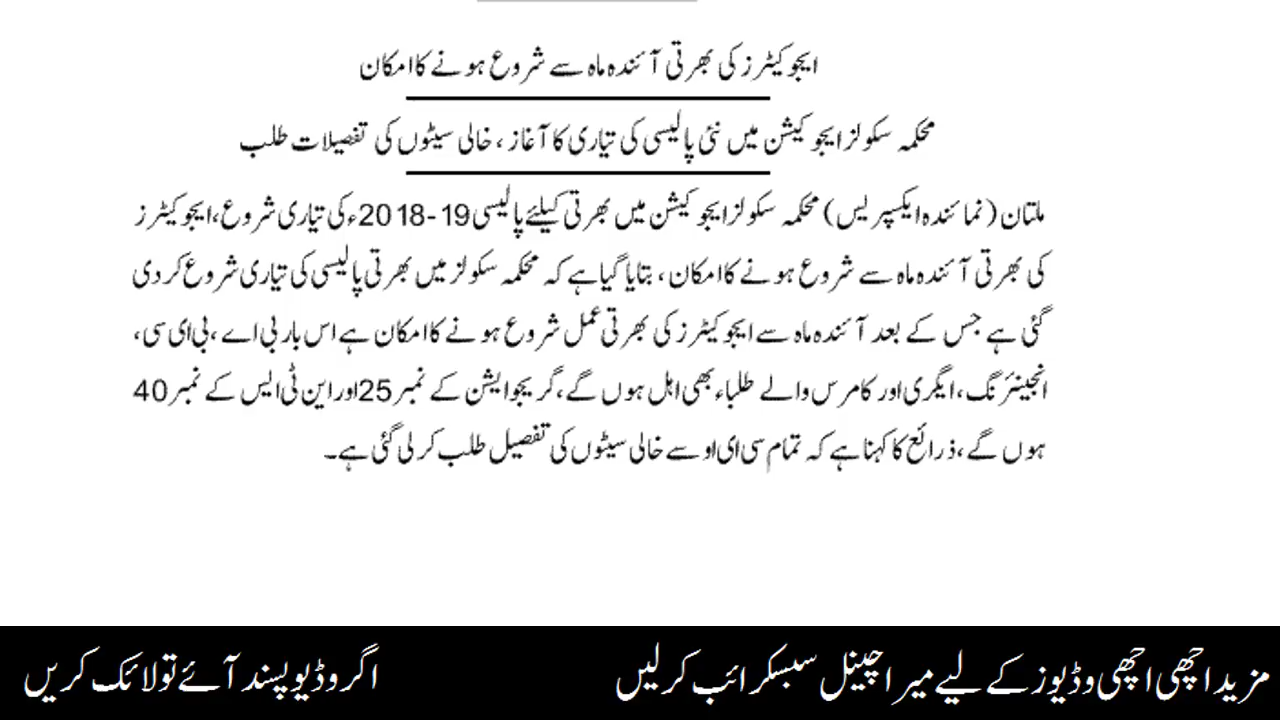 ایجوکیٹرز کی بھرتی آئندہ ماہ سے شروع ہونے کا امکان
محکمہ سکولز ایجوکیشن میں نئی پالیسی کی تیاری کا آغاز، خالی سیٹوں کی تفصیلات طلب
ملتان (نمائندہ ایکسپریس) محکمہ سکولز ایجوکیشن میں بھرتی کیلئے پالیسی 19-2018ء کی تیاری شروع، ایجوکیٹرز
کی بھرتی آئندہ ماہ سے شروع ہونے کا امکان، بتایا گیا ہے کہ محکمہ سکولز میں بھرتی پالیسی کی تیاری شروع کر دی
گئی ہے جس کے بعد آئندہ ماہ سے ایجوکیٹرز کی بھرتی عمل شروع ہونے کا امکان ہے اس بار بی اے، بی ای سی،
انجینئرنگ، ایگری اور کامرس والے طلباء بھی اہل ہوں گے، گریجوایشن کے نمبر 25 اور این ٹی ایس کے نمبر 40
ہوں گے، ذرائع کا کہنا ہے کہ تمام سی ای او سے خالی سیٹوں کی تفصیل طلب کر لی گئی ہے۔
مزید اچھی اچھی وڈیوز کے لیے میرا چینل سبسکرائب کر لیں
اگر وڈیو پسند آئے تو لائک کریں